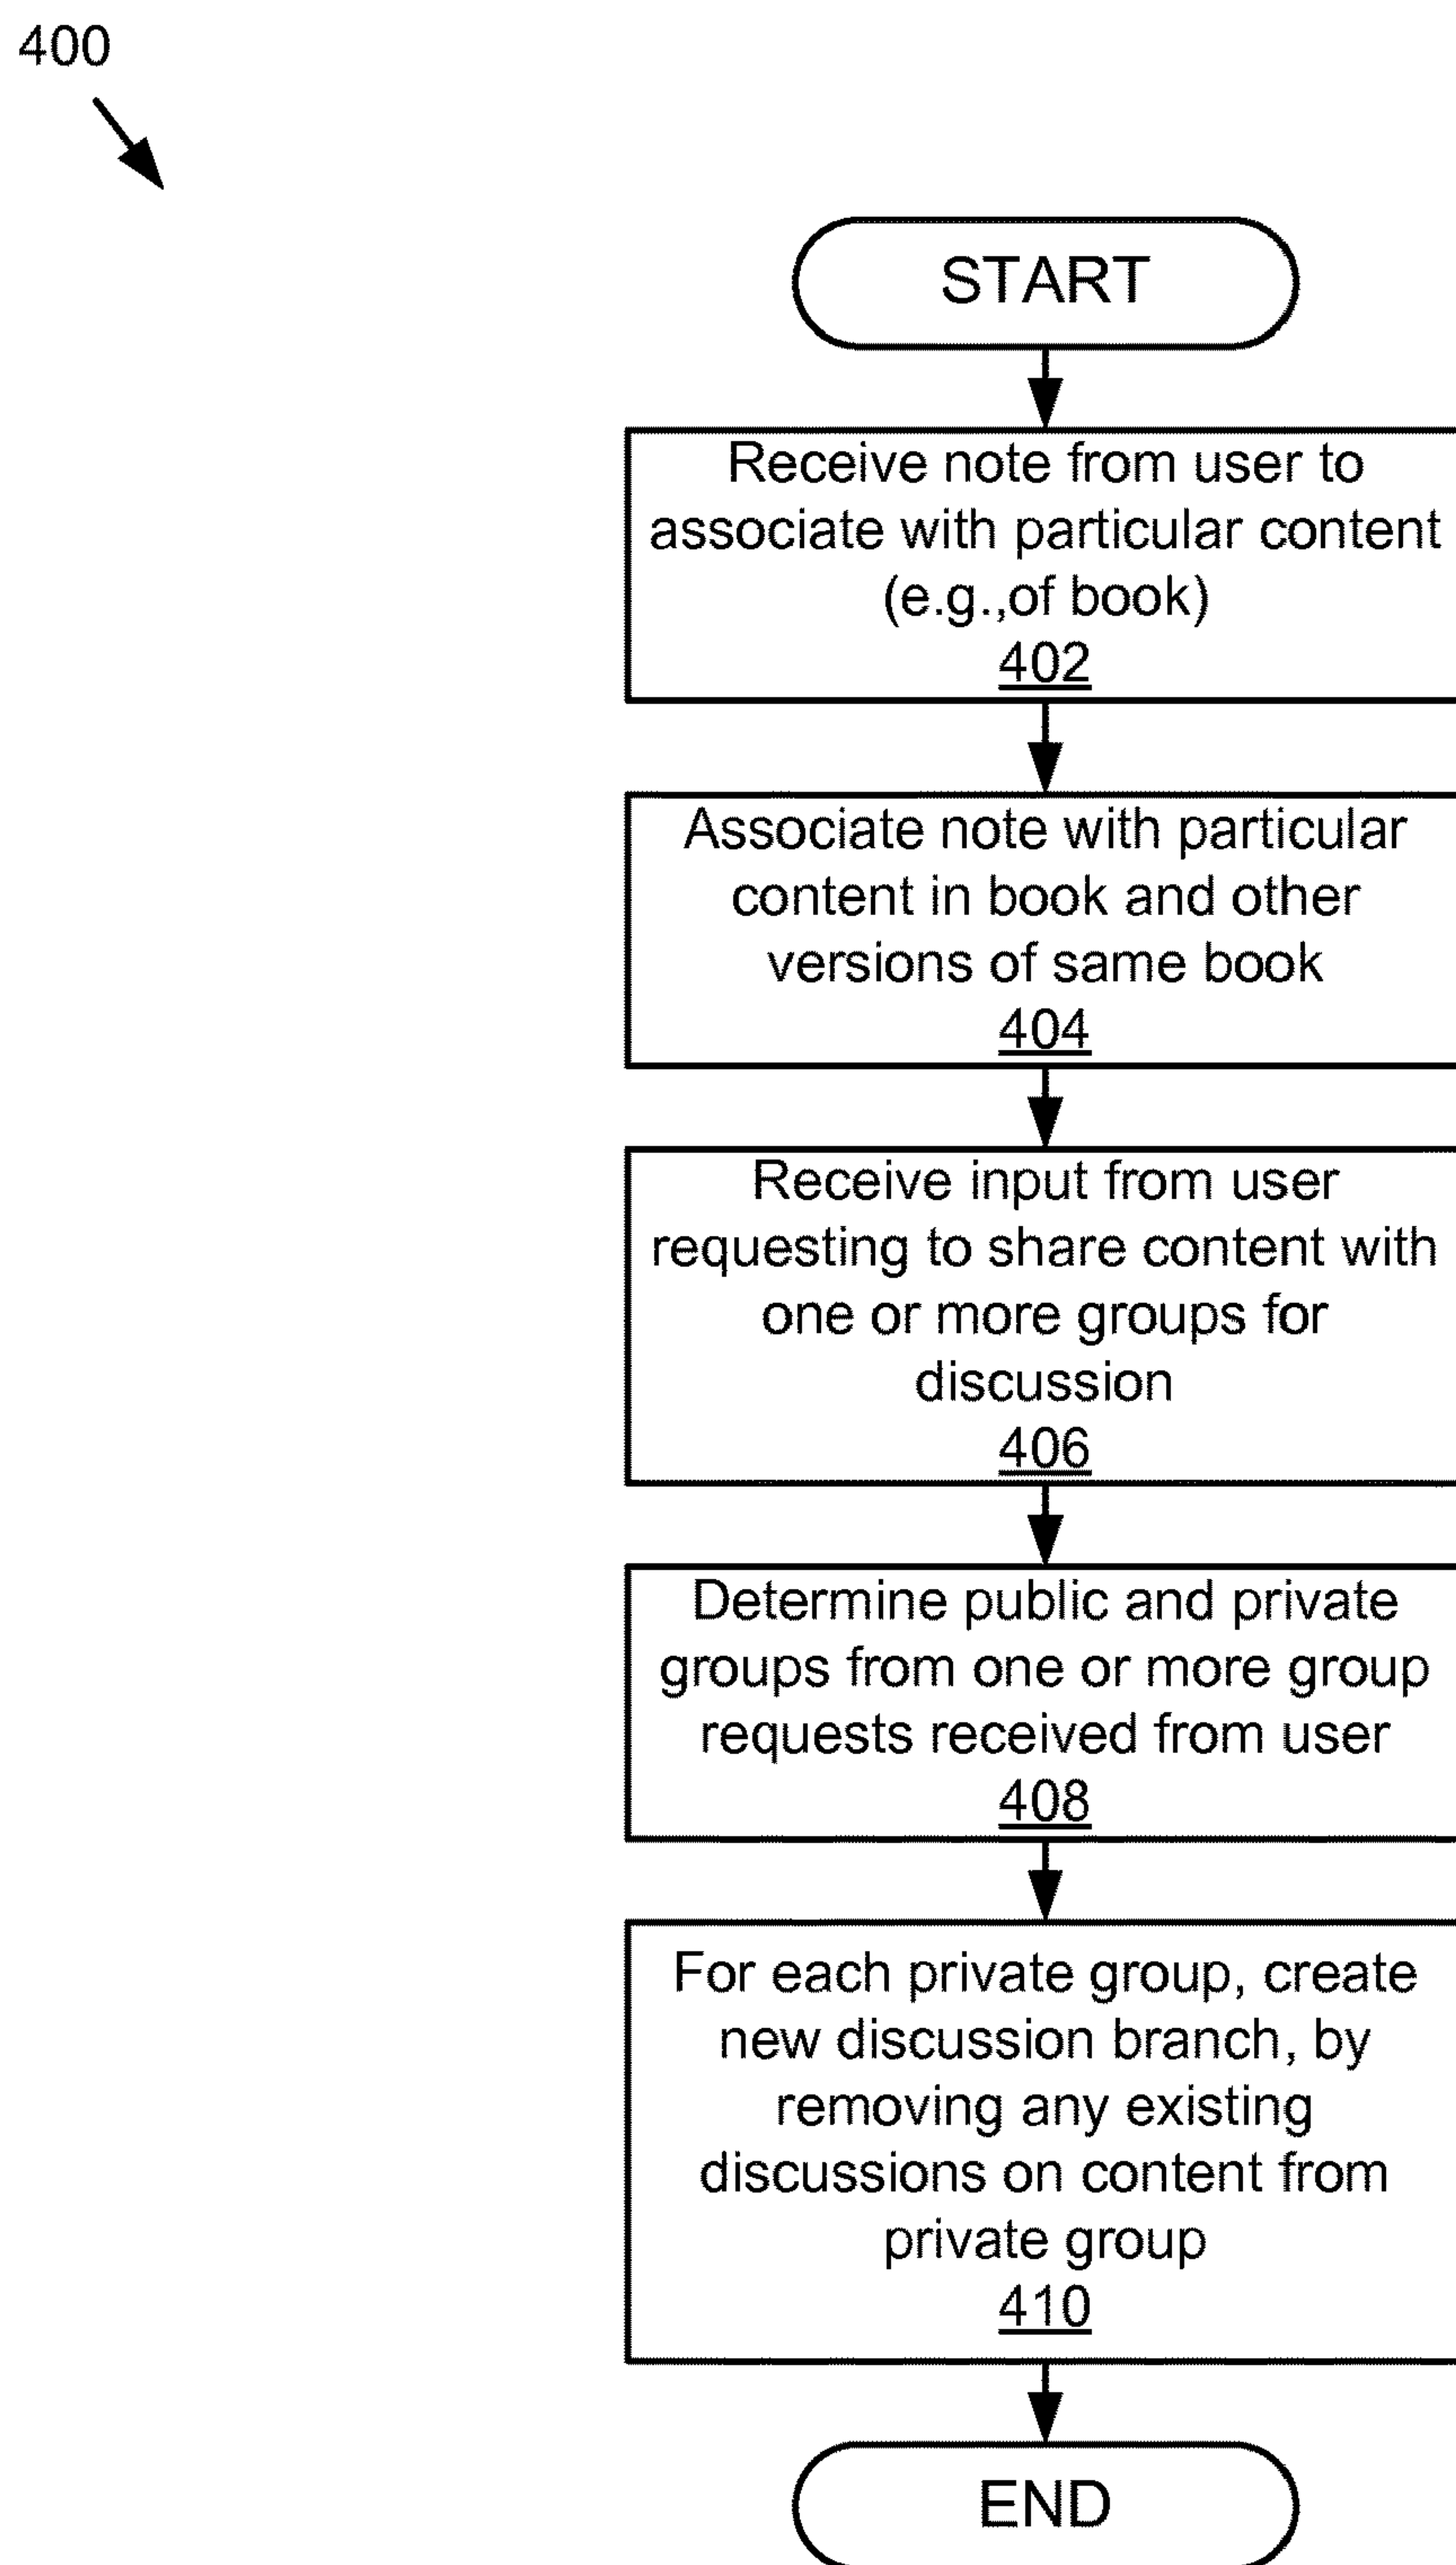 400
START
Receive note from user to
associate with particular content
(e.g.,of book)
402
Associate note with particular
content in book and other
versions of same book
404
Receive input from user
requesting to share content with
one or more groups for
discussion
406
Determine public and private
groups from one or more group
requests received from user
408
For each private group, create
new discussion branch, by
removing any existing
discussions on content from
private group
410
END